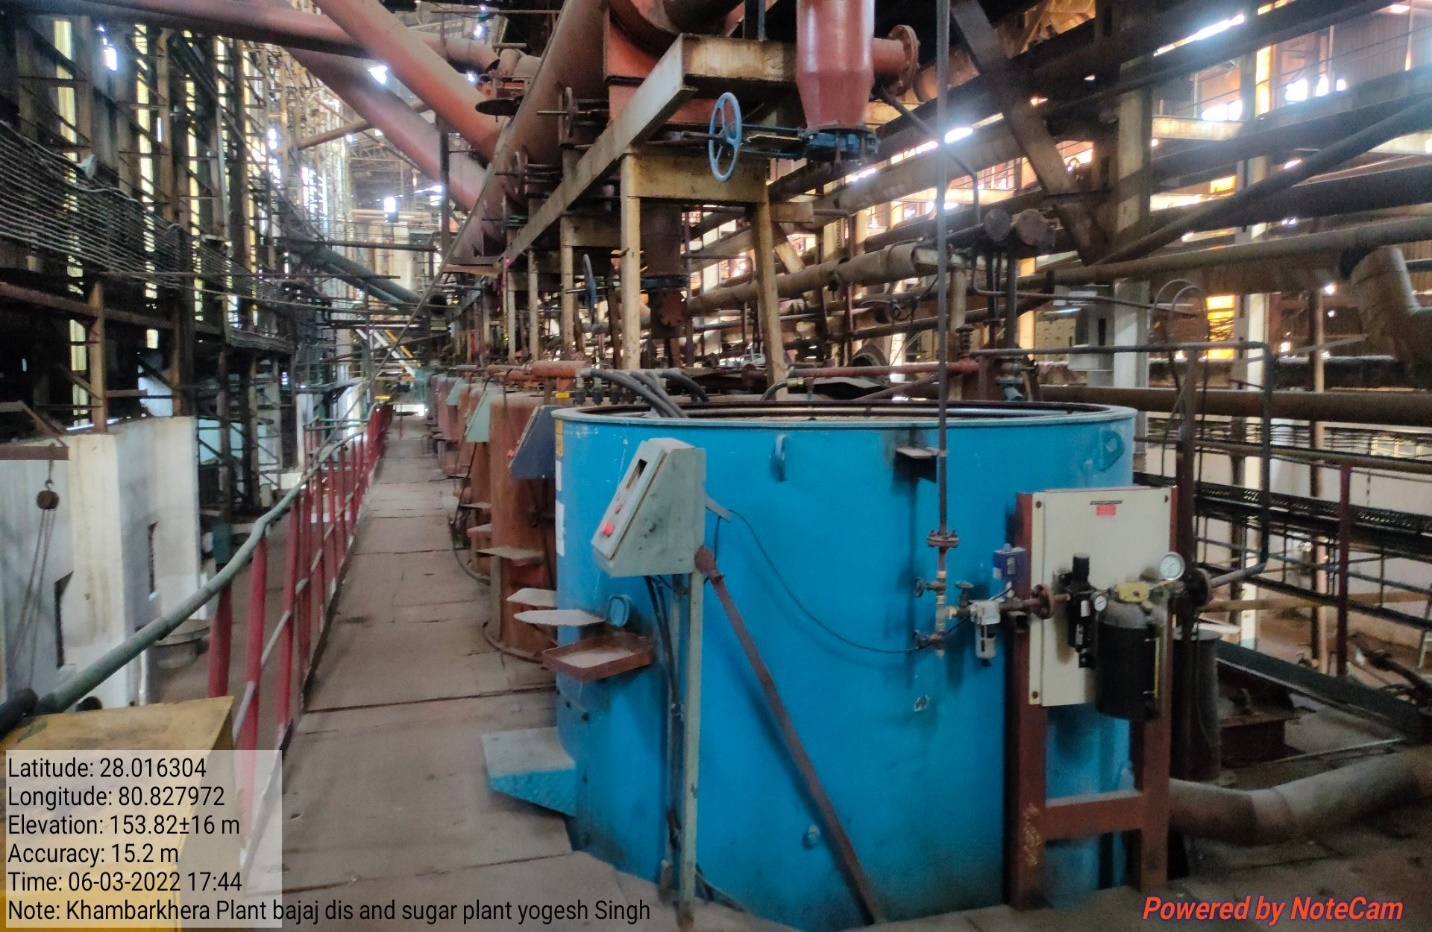 Latitude: 28.016304
Longitude: 80.827972
Elevation: 153.82±16 m
Accuracy: 15.2 m
Time: 06-03-2022 17:44
Note: Khambarkhera Plant bajaj dis and sugar plant yogesh Singh
Powered by NoteCam